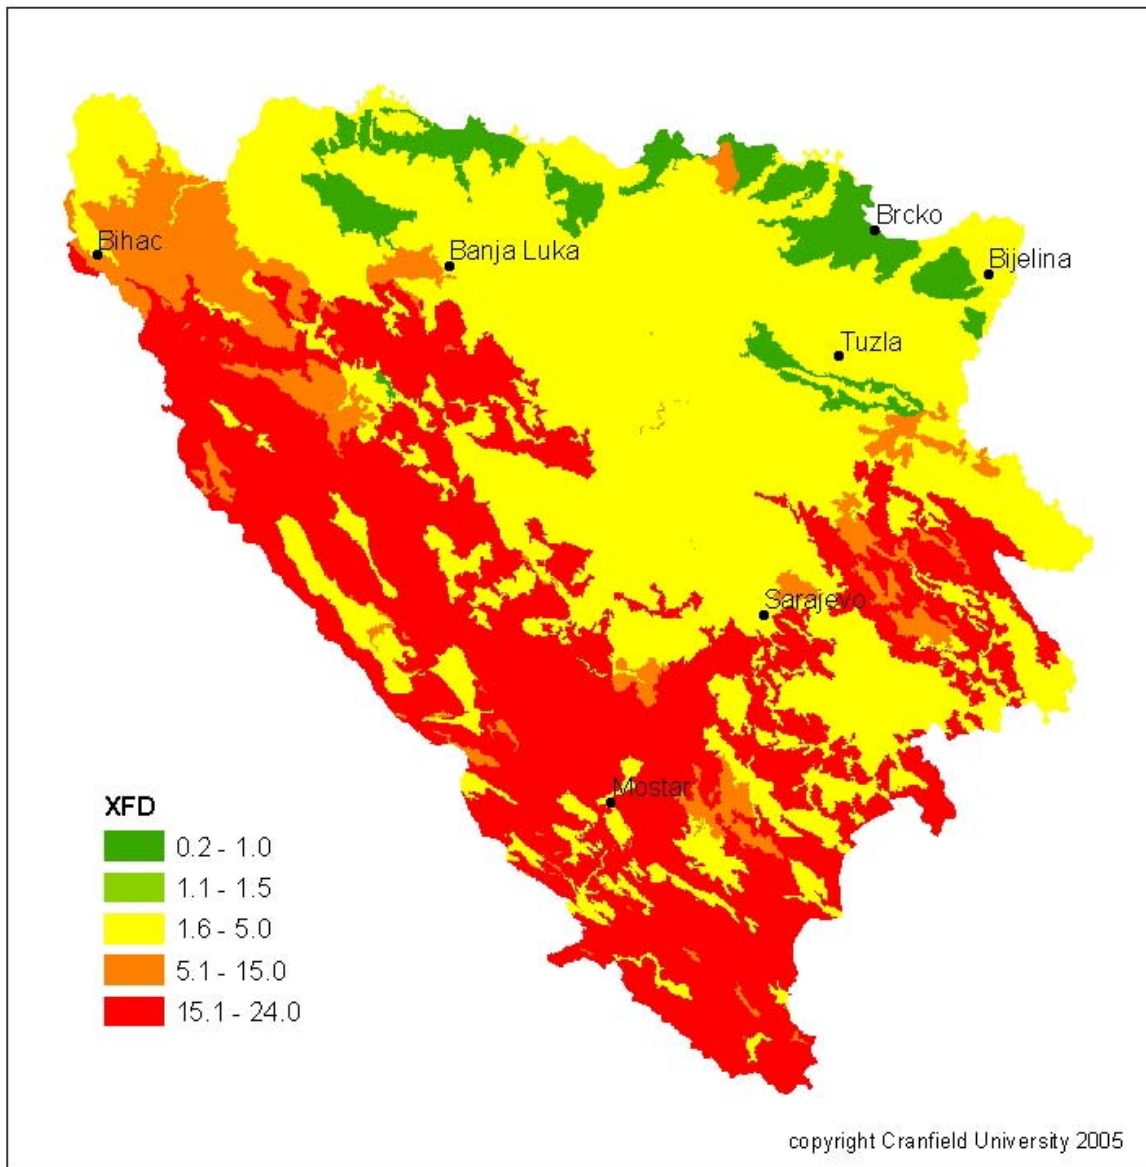 Brcko
Bihac
Banja Luka
Bijelina
Tuzla
Sarajevo
Mostar
XFD
0.2 - 1.0
1.1 - 1.5
1.6 - 5.0
5.1 - 15.0
15.1 - 24.0
copyright Cranfield University 2005